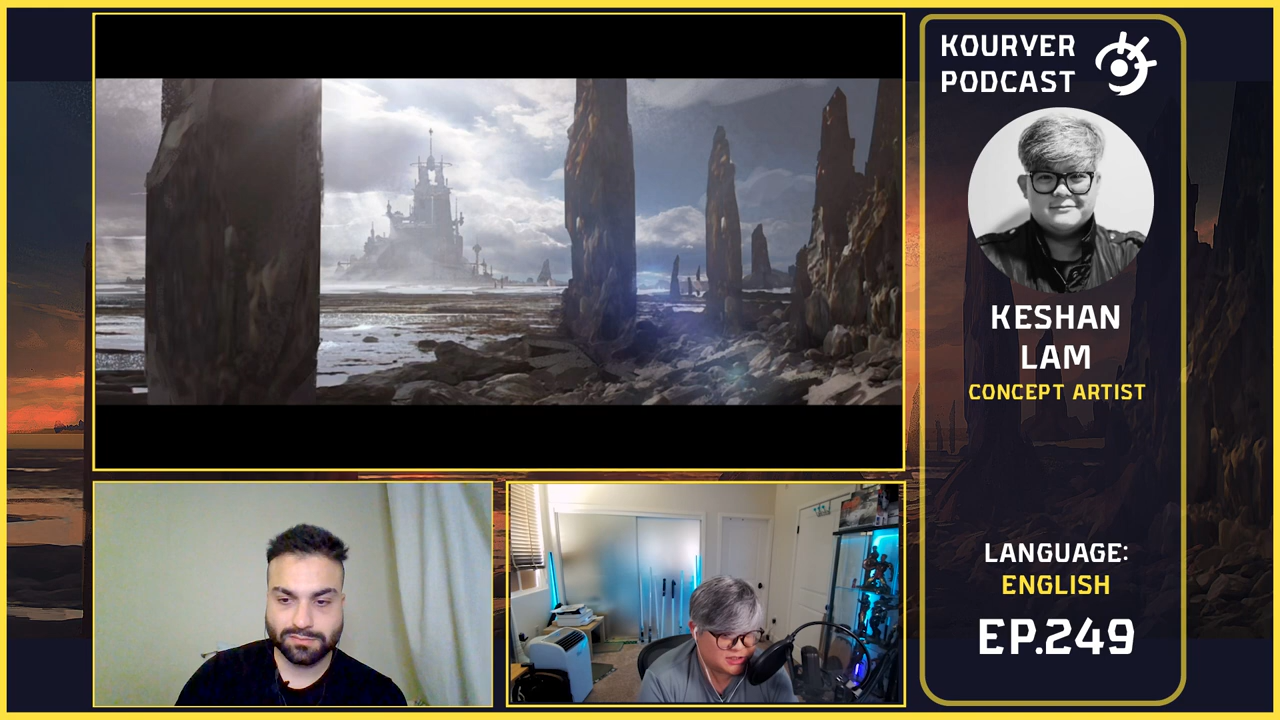 KOURYER
PODCAST
KESHAN
LAM
CONCEPT ARTIST
LANGUAGE:
ENGLISH
EP.249